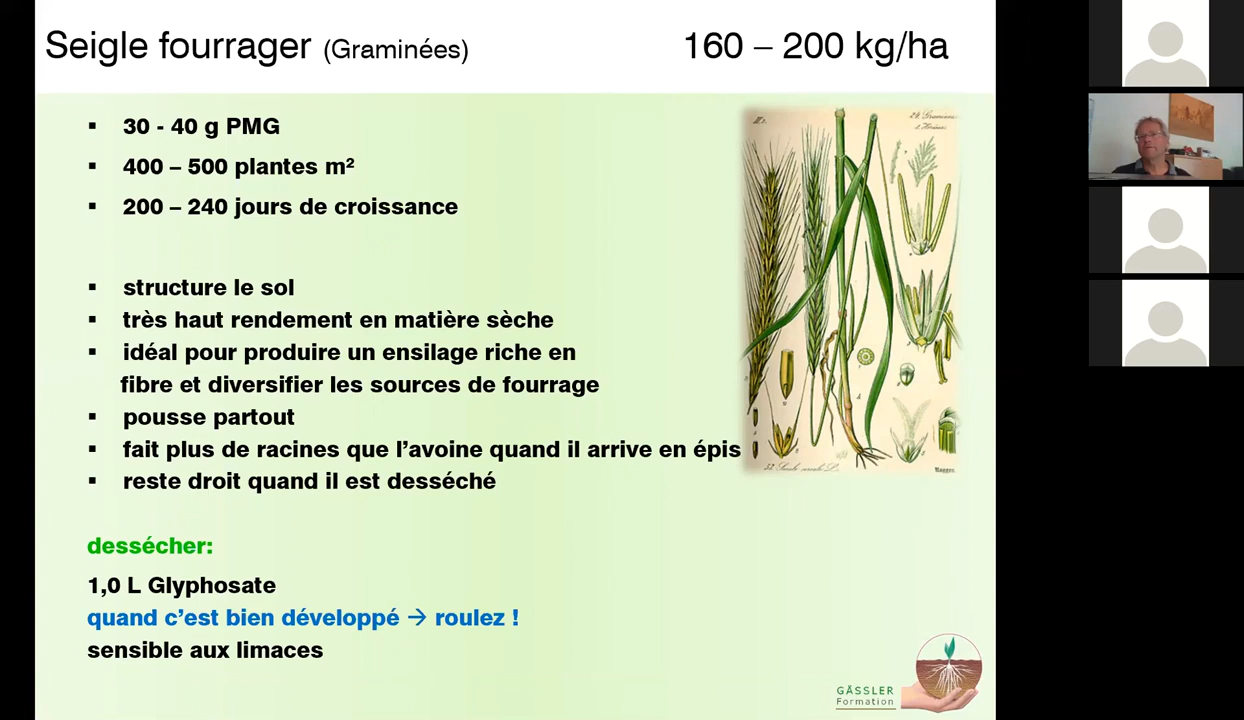 Seigle fourrager (Graminées) 160 – 200 kg/ha
▪ 30 - 40 g PMG
▪ 400 – 500 plantes m²
▪ 200 – 240 jours de croissance
▪ structure le sol
▪ très haut rendement en matière sèche
▪ idéal pour produire un ensilage riche en
fibre et diversifier les sources de fourrage
▪ pousse partout
▪ fait plus de racines que l’avoine quand il arrive en épis
▪ reste droit quand il est desséché
dessécher:
1,0 L Glyphosate
quand c’est bien développé → roulez !
sensible aux limaces
GÄSSLER
Formation